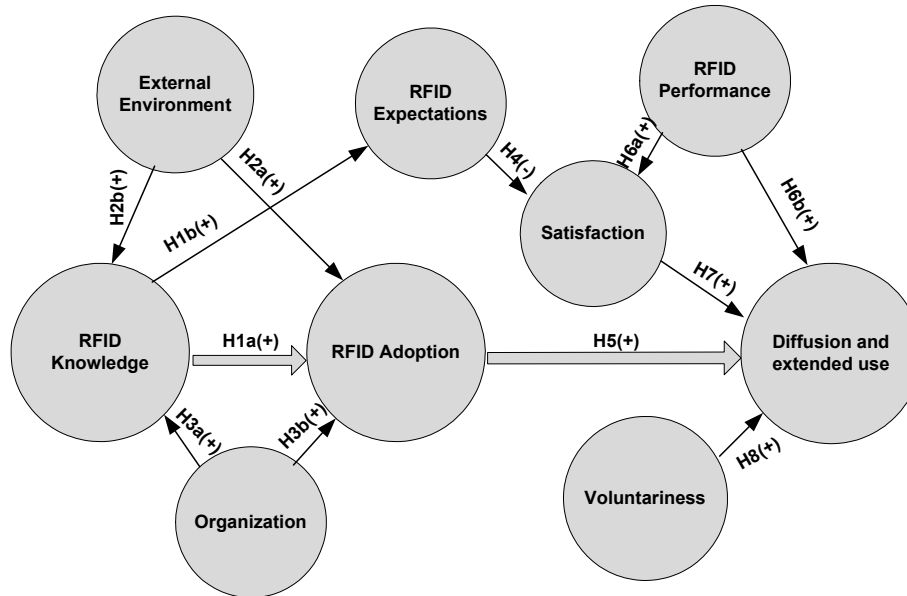 External
Environment
RFID
Expectations
RFID
Performance
H2b(+)
H2a(+)
H1b(+)
H4(-)
H6a(+)
H6b(+)
Satisfaction
H7(+)
RFID
Knowledge
H1a(+)
RFID Adoption
H5(+)
Diffusion and
extended use
H3a(+)
H3b(+)
Organization
Voluntariness
H8(+)